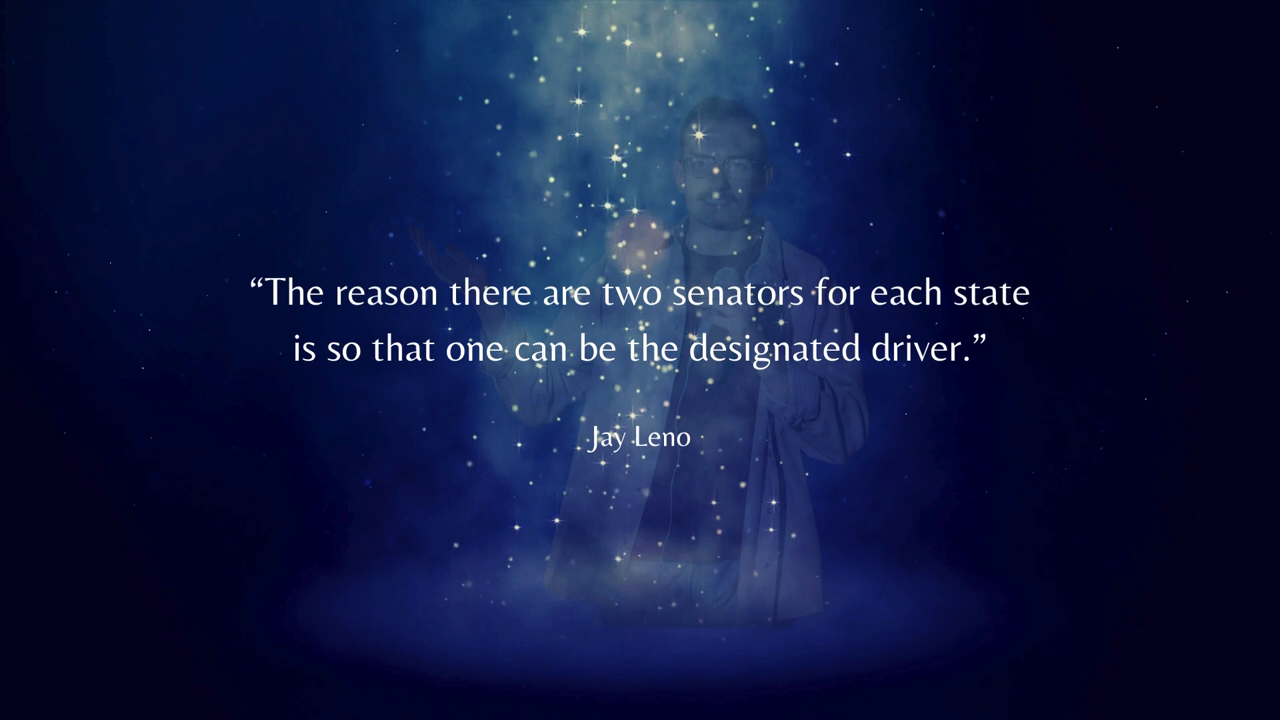 “The reason there are two senators for each state
is so that one can be the designated driver.”
Jay Leno